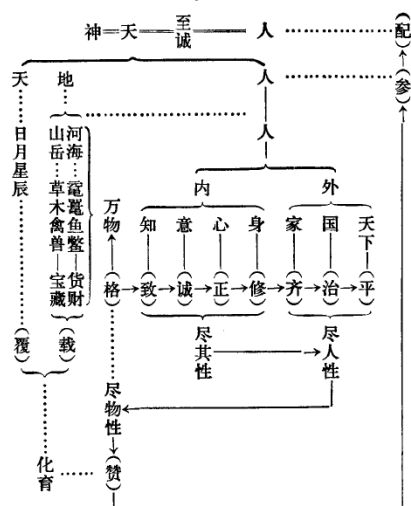 神＝天＝至诚＝人……(配)
天 地 人……(参)
人
内 外
日月星辰
山岳…草木禽兽—宝藏
河海…鼋鼍鱼鳖—货财
万物 知 意 心 身 家 国 天下
(格)→(致)→(诚)→(正)→(修)→(齐)→(治)→(平)
(覆) (载)
尽其性 → 尽人性
尽物性
化育……(赞)